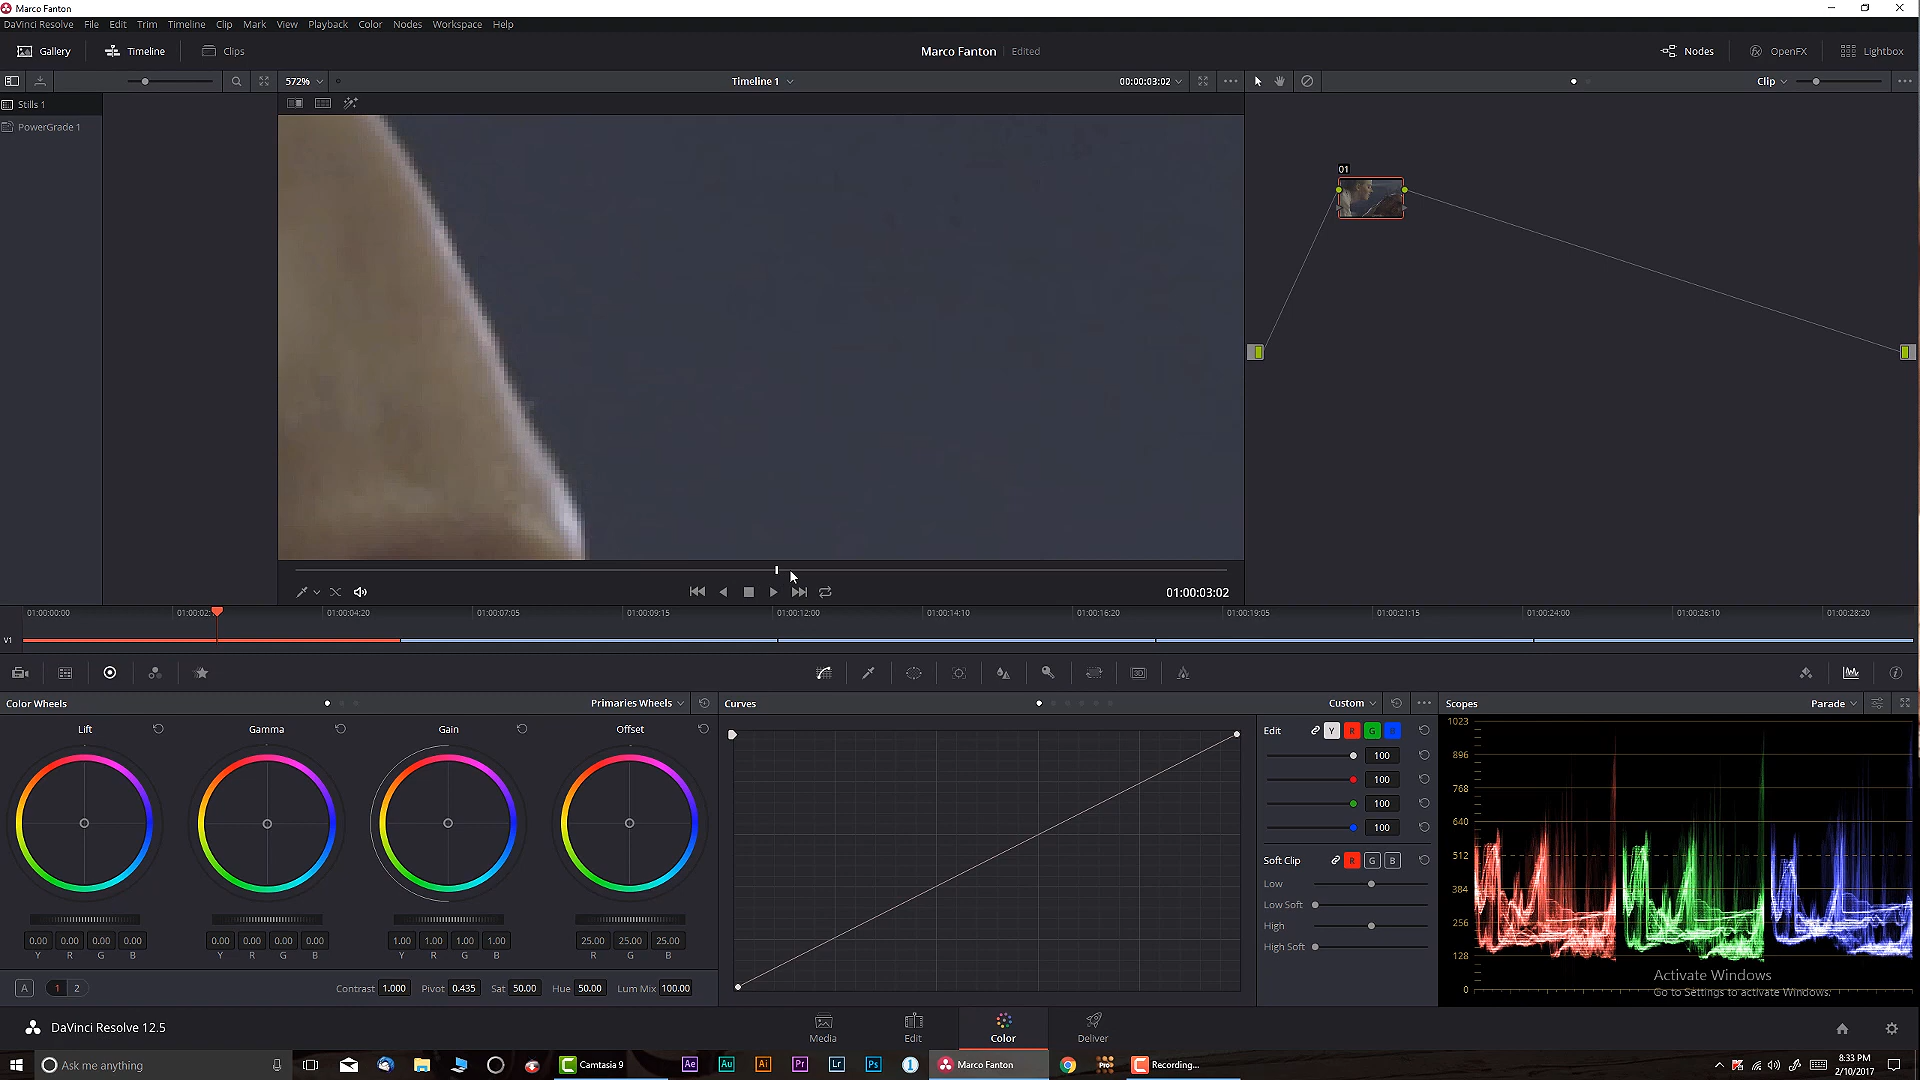 Marco Fanton
DaVinci Resolve File Edit Trim Timeline Clip Mark View Playback Color Nodes Workspace Help
Gallery Timeline Clips Marco Fanton Edited Nodes OpenFX Lightbox
572% Timeline 1 00:00:03:02 Clip
Stills 1
PowerGrade 1
01
01:00:03:02
01:00:00:00 01:00:02: 01:00:04:20 01:00:07:05 01:00:09:15 01:00:12:00 01:00:14:10 01:00:16:20 01:00:19:05 01:00:21:15 01:00:24:00 01:00:26:10 01:00:28:20
V1
Color Wheels Primaries Wheels Curves Custom Scopes Parade
Lift Gamma Gain Offset
Edit Y R G B
100
100
100
100
Soft Clip R G B
Low
Low Soft
High
High Soft
1023
896
768
640
512
384
256
128
0
0.00 0.00 0.00 0.00 0.00 0.00 0.00 0.00 1.00 1.00 1.00 1.00 25.00 25.00 25.00
Y R G B Y R G B Y R G B R G B
A 1 2 Contrast 1.000 Pivot 0.435 Sat 50.00 Hue 50.00 Lum Mix 100.00
Activate Windows
Go to Settings to activate Windows.
DaVinci Resolve 12.5 Media Edit Color Deliver
Ask me anything Camtasia 9 Ae Au Ai Pr Lr Ps Marco Fanton Recording...
8:33 PM
2/10/2017